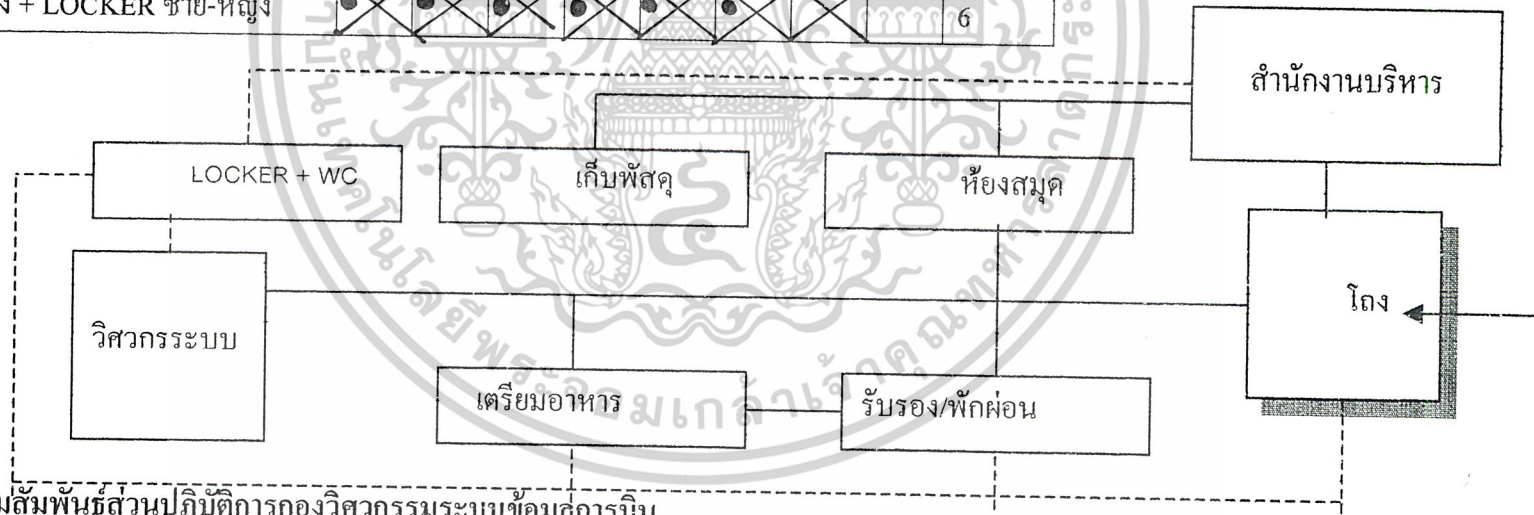 + LOCKER ชาย-หญิง
6
สำนักงานบริหาร
LOCKER + WC
เก็บพัสดุ
ห้องสมุด
โถง
วิศวกรระบบ
เตรียมอาหาร
รับรอง/พักผ่อน
สัมพันธ์ส่วนปฏิบัติการกองวิศวกรรมระบบข้อมูลการบิน